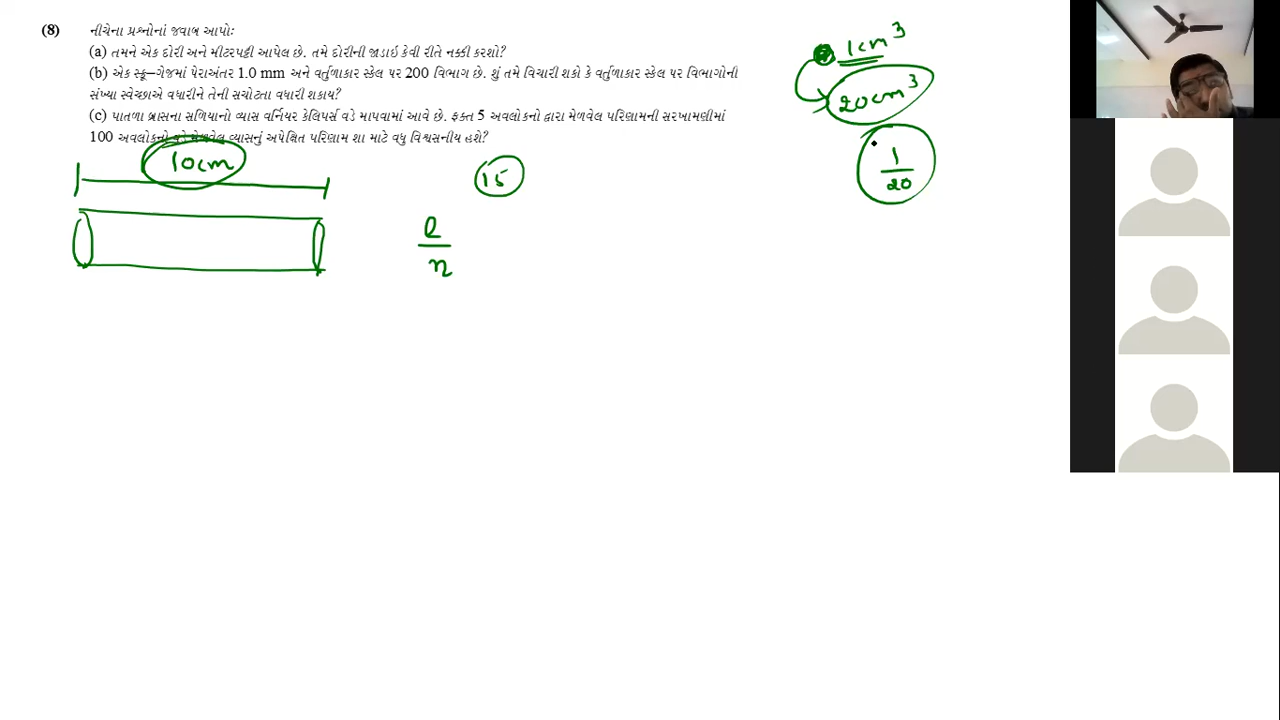 (8) નીચેના પ્રશ્નોનાં જવાબ આપો:
(a) તમને એક દોરી અને મીટરપટ્ટી આપેલ છે. તમે દોરીની જાડાઇ કેવી રીતે નક્કી કરશો?
(b) એક સ્ક્રૂ-ગેજમાં પેચઅંતર 1.0 mm અને વર્તુળાકાર સ્કેલ પર 200 વિભાગ છે. શું તમે વિચારી શકો કે વર્તુળાકાર સ્કેલ પર વિભાગોની
સંખ્યા સ્વેચ્છાએ વધારીને તેની સચોટતા વધારી શકાય?
(c) પાતળા વ્યાસના સળિયાનો વ્યાસ વર્નિયર કેલિપર્સ વડે માપવામાં આવે છે. ફક્ત 5 અવલોકનો દ્વારા મેળવેલ પરિણામની સરખામણીમાં
100 અવલોકનો વડે મેળવેલ વ્યાસનું અપેક્ષિત પરિણામ શા માટે વધુ વિશ્વસનીય હશે?
1cm³
20cm³
1
20
10cm
15
l
n